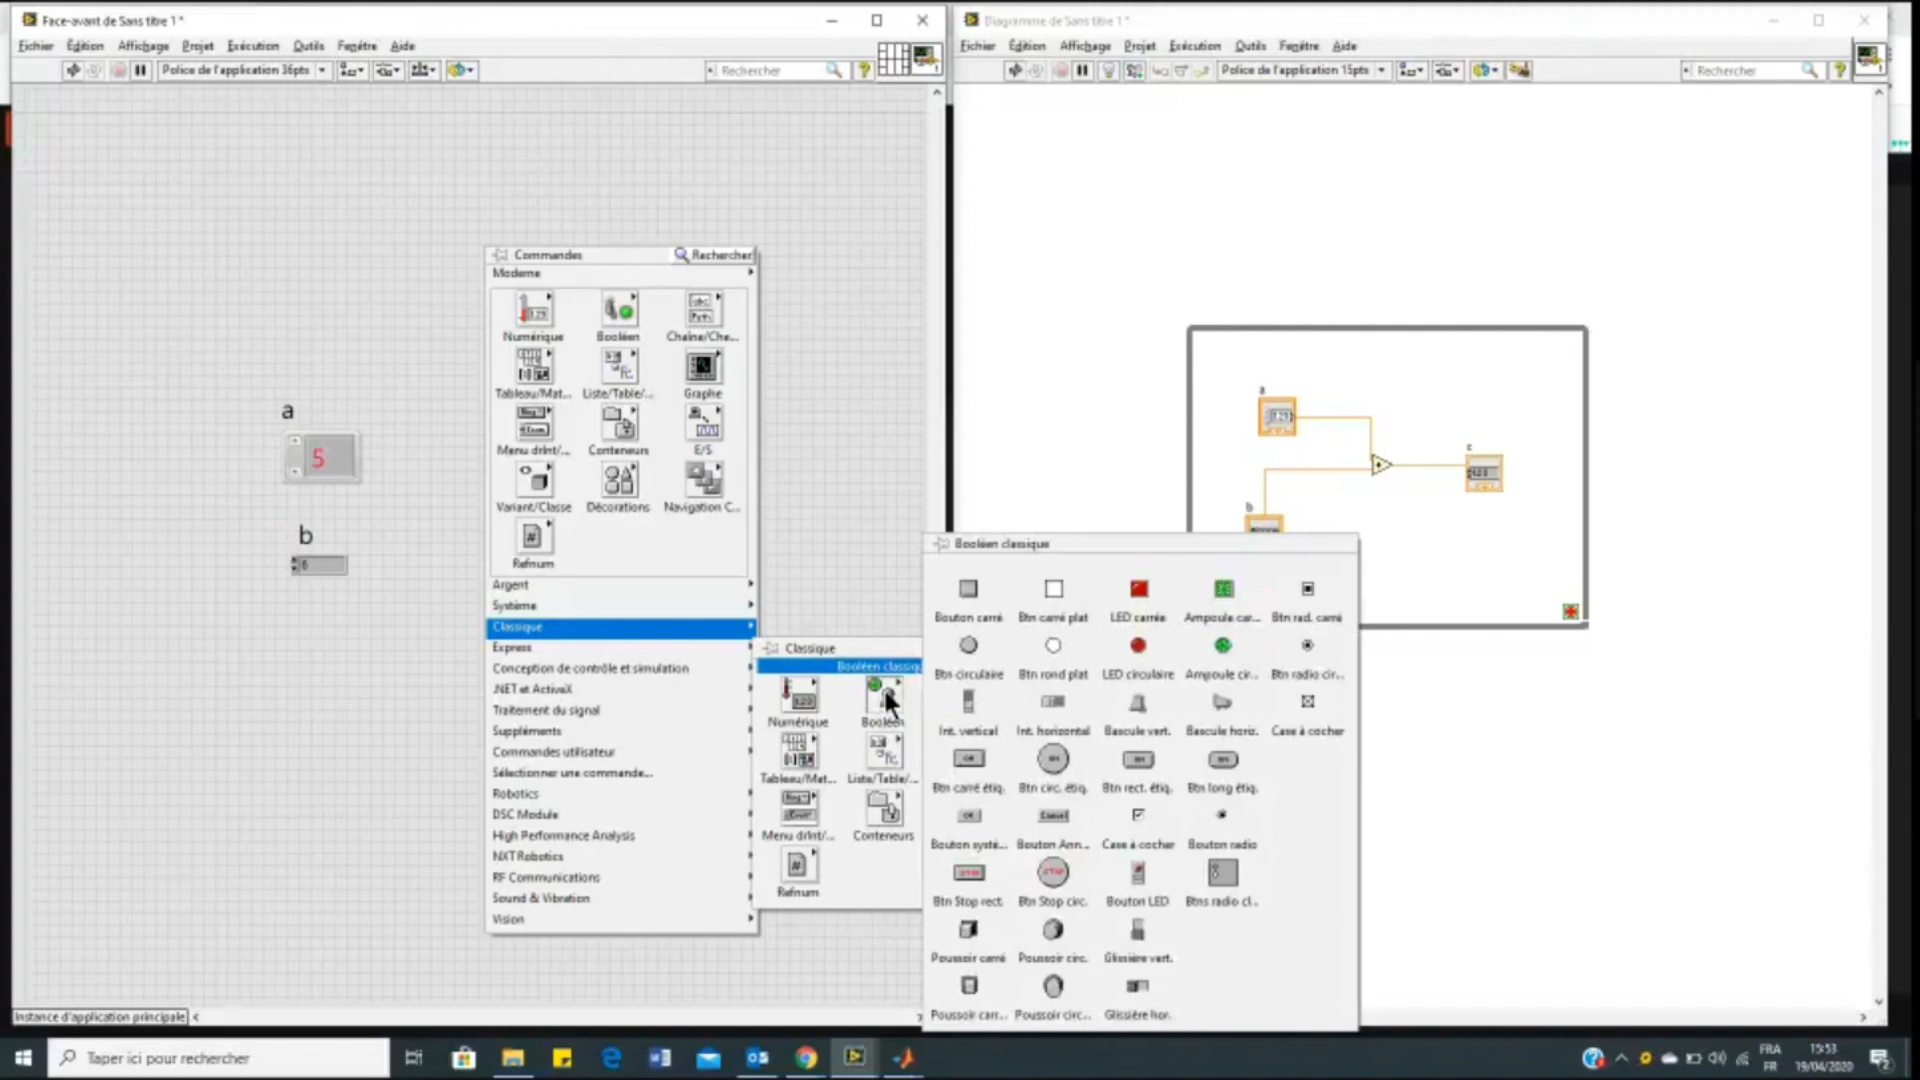 Face-avant de Sans titre 1 *
Fichier Édition Affichage Projet Exécution Outils Fenêtre Aide
Police de l'application 36pts
Rechercher
a
5
b
6
Commandes Rechercher
Moderne
Numérique Booléen Chaîne/Che...
Tableau/Mat... Liste/Table/... Graphe
Menu drInt/... Conteneurs E/S
Variant/Classe Décorations Navigation C...
Refnum
Argent
Système
Classique
Express
Conception de contrôle et simulation
.NET et ActiveX
Traitement du signal
Suppléments
Commandes utilisateur
Sélectionner une commande...
Robotics
DSC Module
High Performance Analysis
NXT Robotics
RF Communications
Sound & Vibration
Vision
Classique
Booléen classiqu
Numérique Booléen
Tableau/Mat... Liste/Table/...
Menu drInt/... Conteneurs
Refnum
Instance d'application principale
Diagramme de Sans titre 1 *
Fichier Édition Affichage Projet Exécution Outils Fenêtre Aide
Police de l'application 15pts
Rechercher
a
c
b
Booléen classique
Bouton carré Btn carré plat LED carrée Ampoule car... Btn rad. carré
Btn circulaire Btn rond plat LED circulaire Ampoule cir... Btn radio cir...
Int. vertical Int. horizontal Bascule vert. Bascule horiz. Case à cocher
Btn carré étiq. Btn circ. étiq. Btn rect. étiq. Btn long étiq.
Bouton systè... Bouton Ann... Case à cocher Bouton radio
Btn Stop rect. Btn Stop circ. Bouton LED Btns radio cl...
Poussoir carré Poussoir circ. Glissière vert.
Poussoir carr... Poussoir circ... Glissière hor.
Taper ici pour rechercher
FRA
FR
15:53
19/04/2020